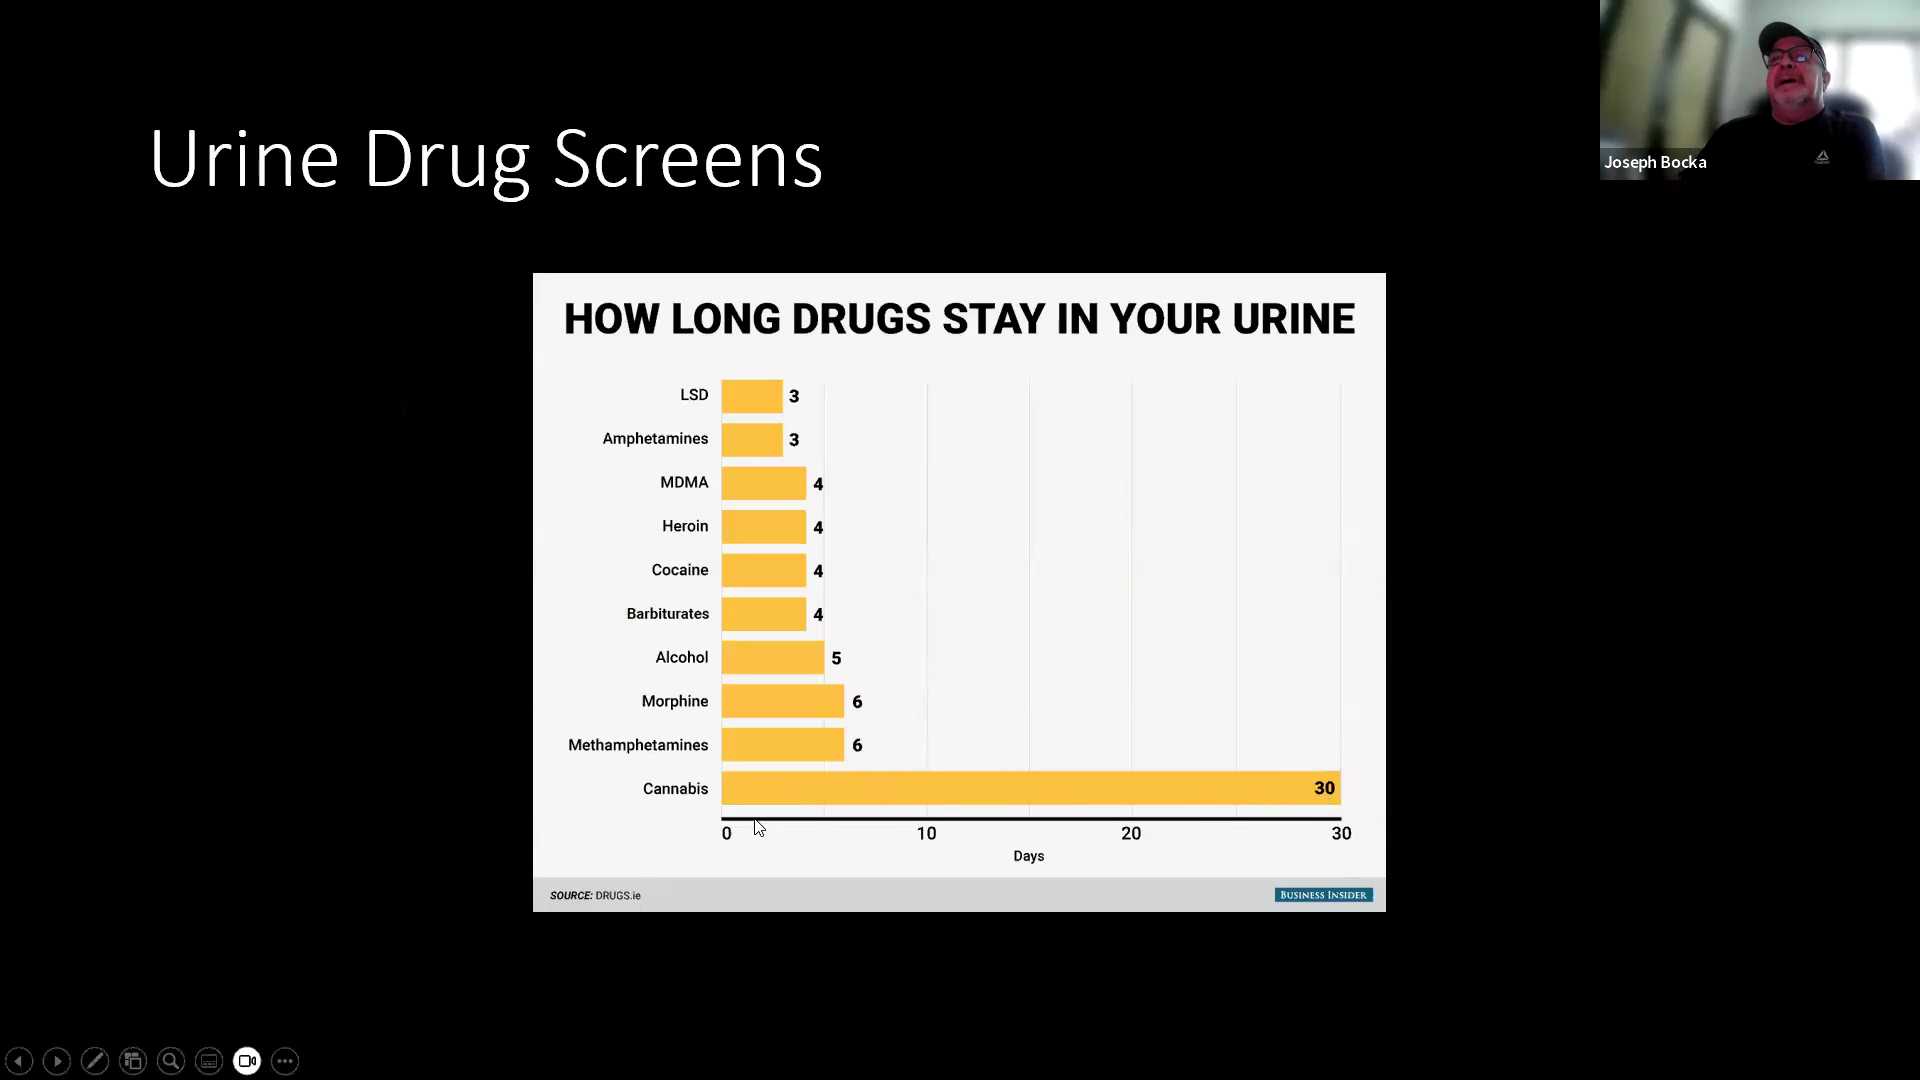 Urine Drug Screens
Joseph Bocka
HOW LONG DRUGS STAY IN YOUR URINE
LSD 3
Amphetamines 3
MDMA 4
Heroin 4
Cocaine 4
Barbiturates 4
Alcohol 5
Morphine 6
Methamphetamines 6
Cannabis 30
0 10 20 30
Days
SOURCE: DRUGS.ie
BUSINESS INSIDER